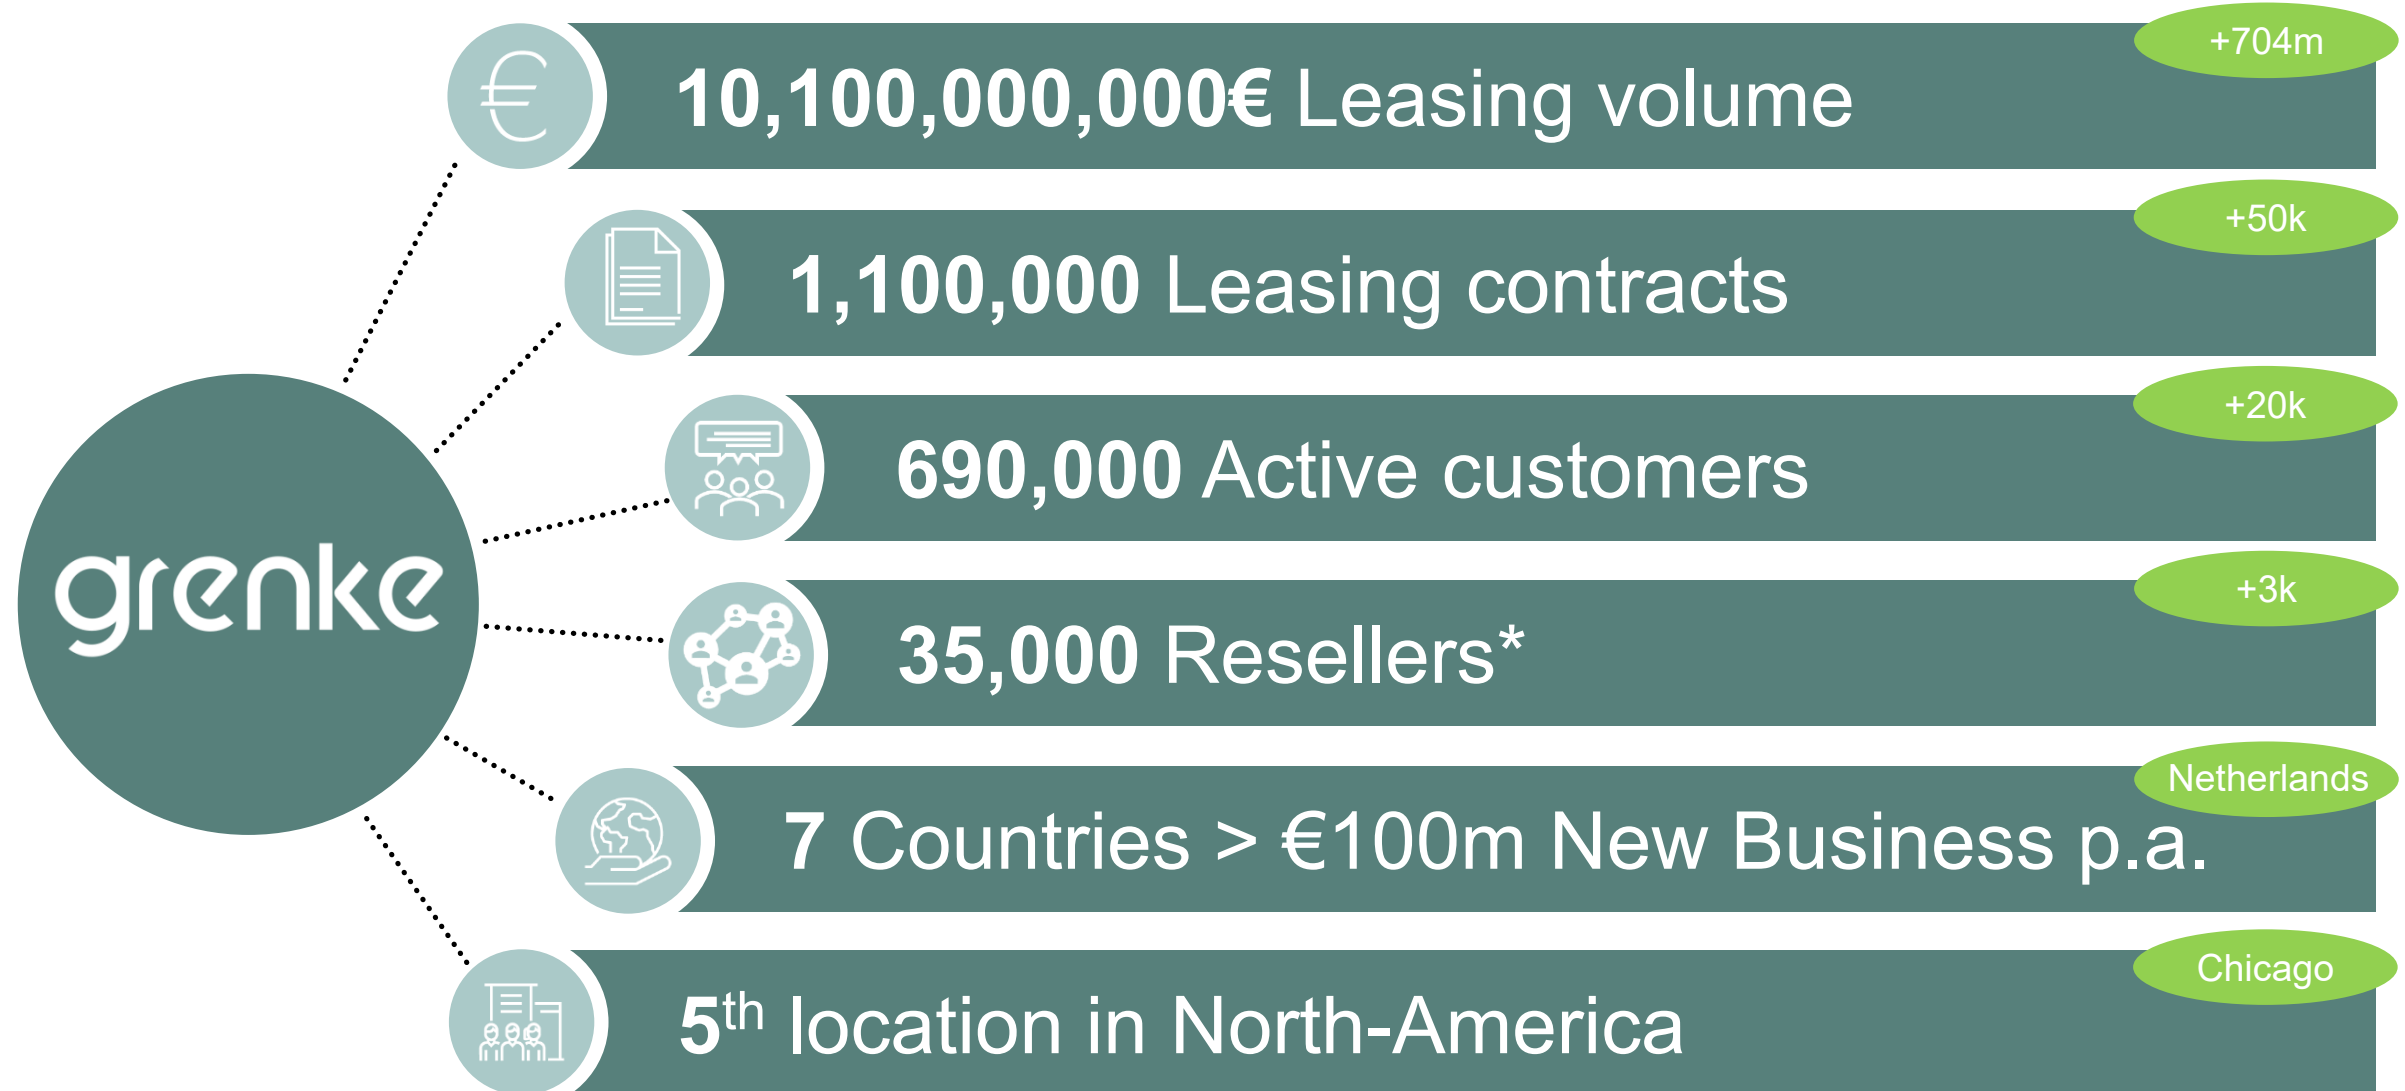 +704m
10,100,000,000€ Leasing volume
+50k
1,100,000 Leasing contracts
+20k
690,000 Active customers
grenke
+3k
35,000 Resellers*
Netherlands
7 Countries > €100m New Business p.a.
Chicago
5th location in North-America